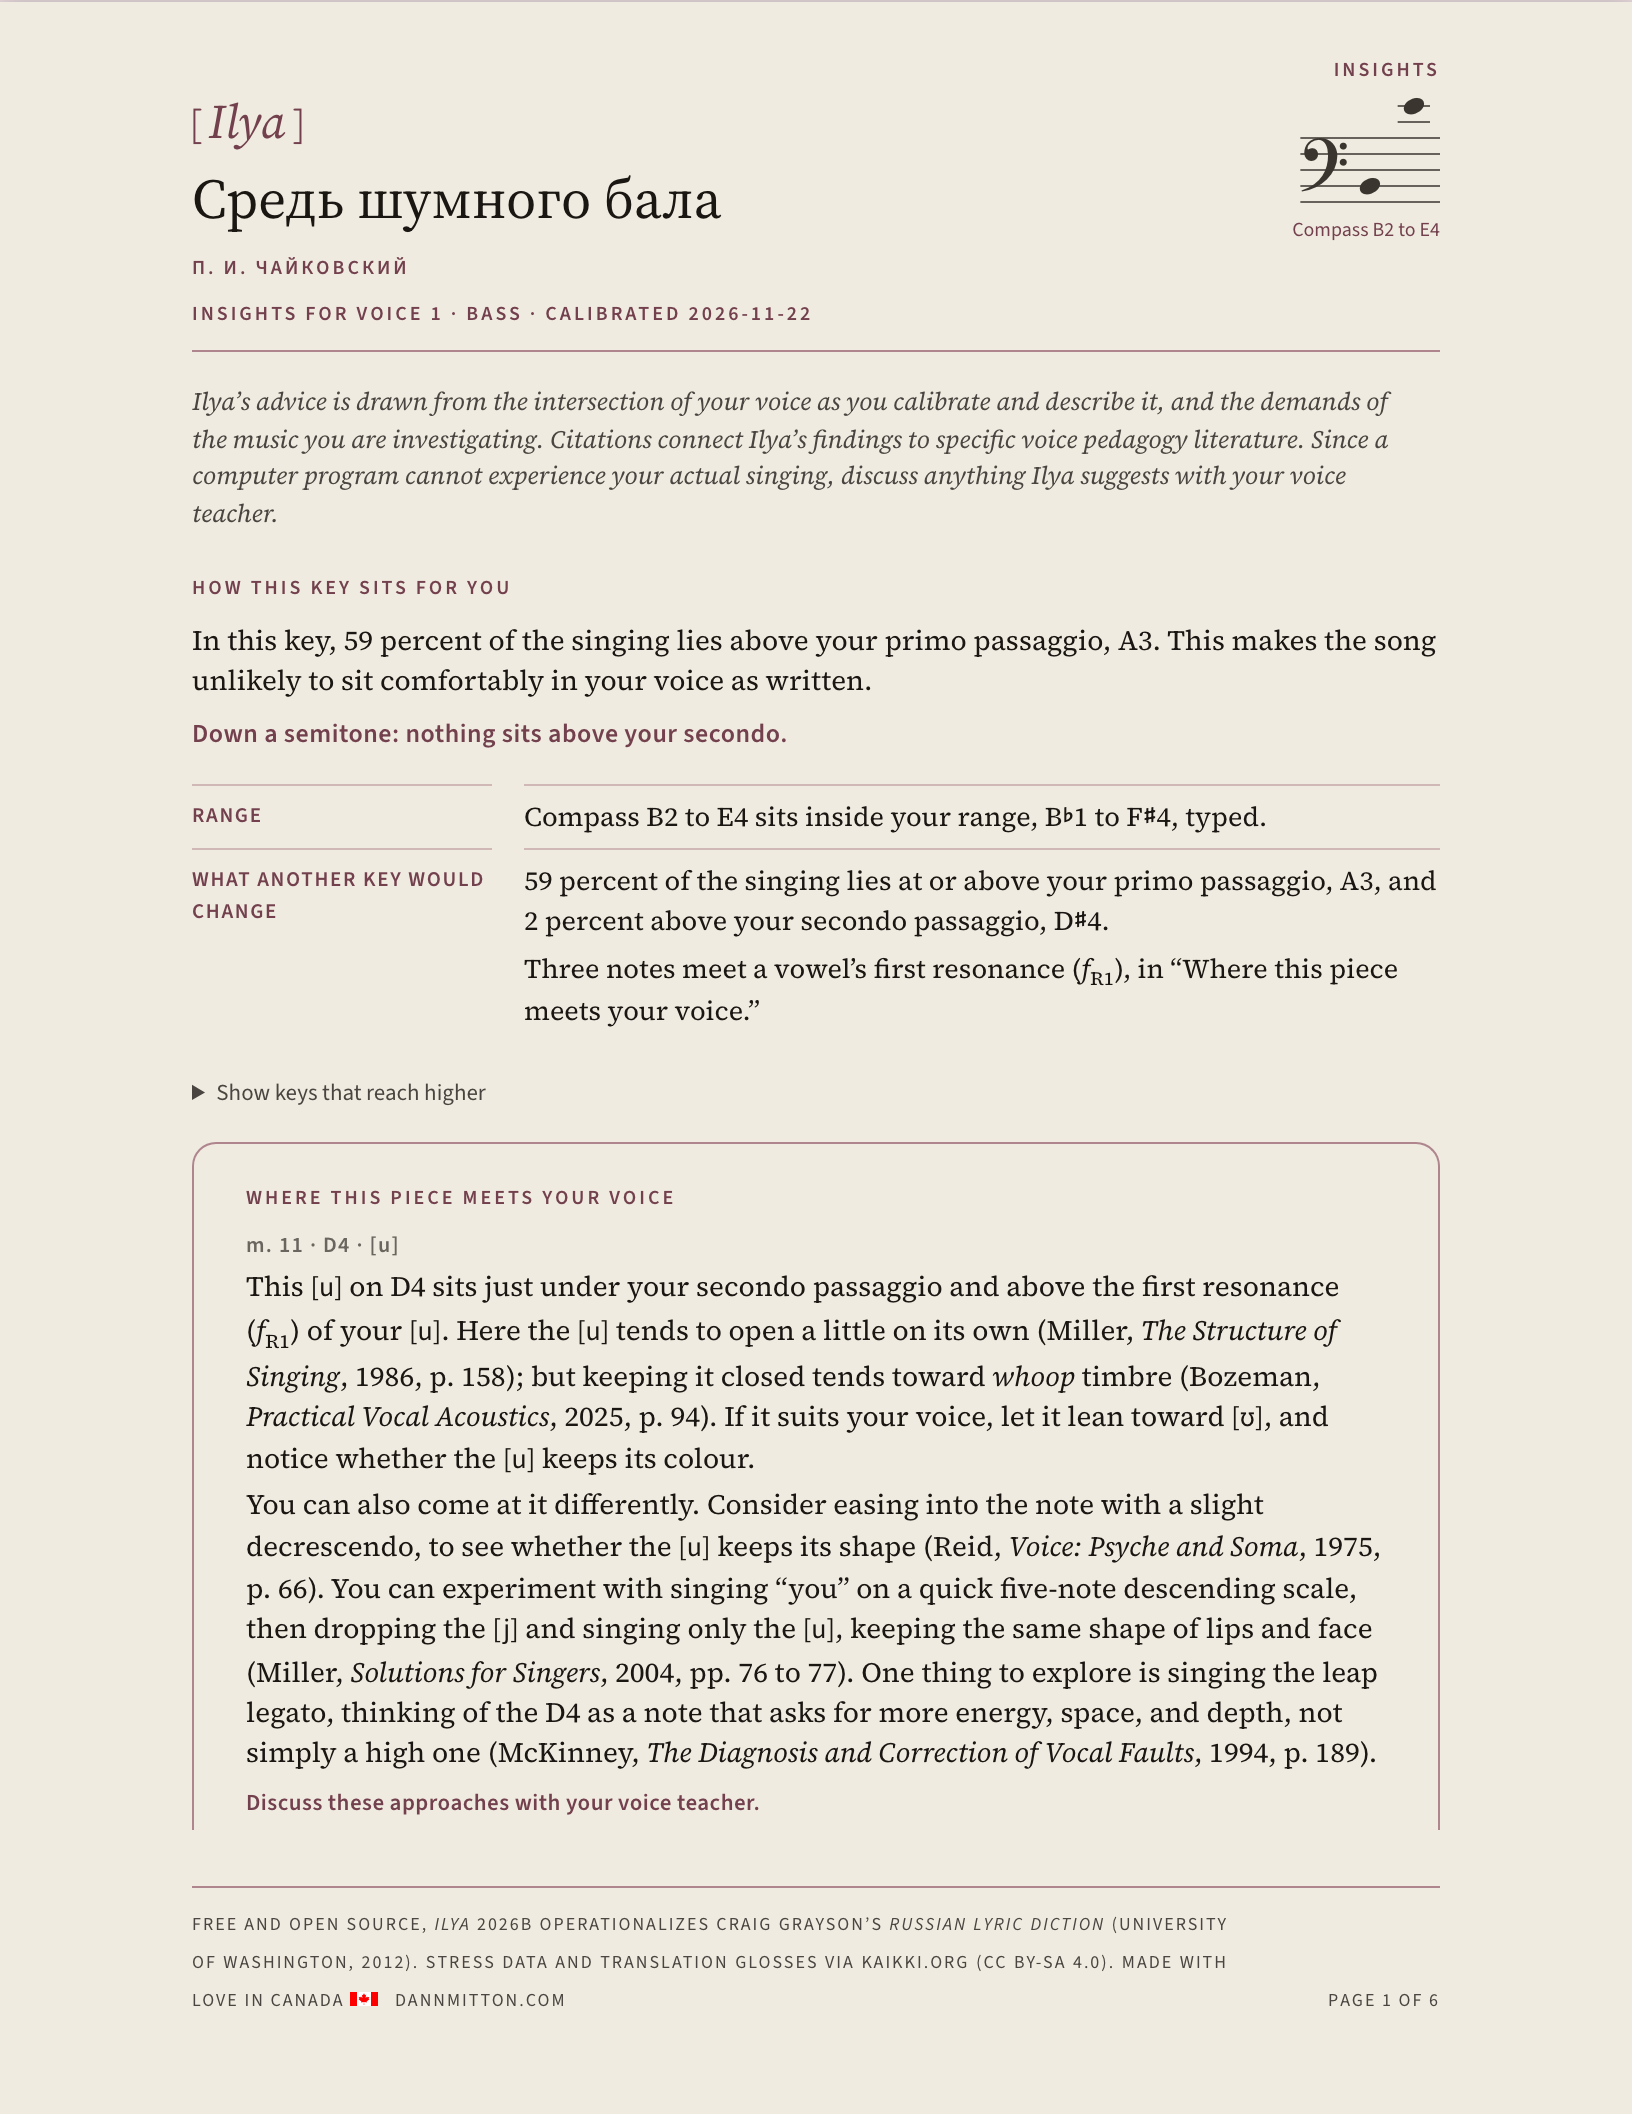 INSIGHTS
[Ilya]
Средь шумного бала
Compass B2 to E4
П. И. ЧАЙКОВСКИЙ
INSIGHTS FOR VOICE 1 · BASS · CALIBRATED 2026-11-22
Ilya’s advice is drawn from the intersection of your voice as you calibrate and describe it, and the demands of
the music you are investigating. Citations connect Ilya’s findings to specific voice pedagogy literature. Since a
computer program cannot experience your actual singing, discuss anything Ilya suggests with your voice
teacher.
HOW THIS KEY SITS FOR YOU
In this key, 59 percent of the singing lies above your primo passaggio, A3. This makes the song
unlikely to sit comfortably in your voice as written.
Down a semitone: nothing sits above your secondo.
RANGE
Compass B2 to E4 sits inside your range, B♭1 to F♯4, typed.
WHAT ANOTHER KEY WOULD
CHANGE
59 percent of the singing lies at or above your primo passaggio, A3, and
2 percent above your secondo passaggio, D♯4.
Three notes meet a vowel’s first resonance (fR1), in “Where this piece
meets your voice.”
▶ Show keys that reach higher
WHERE THIS PIECE MEETS YOUR VOICE
m. 11 · D4 · [u]
This [u] on D4 sits just under your secondo passaggio and above the first resonance
(fR1) of your [u]. Here the [u] tends to open a little on its own (Miller, The Structure of
Singing, 1986, p. 158); but keeping it closed tends toward whoop timbre (Bozeman,
Practical Vocal Acoustics, 2025, p. 94). If it suits your voice, let it lean toward [ʊ], and
notice whether the [u] keeps its colour.
You can also come at it differently. Consider easing into the note with a slight
decrescendo, to see whether the [u] keeps its shape (Reid, Voice: Psyche and Soma, 1975,
p. 66). You can experiment with singing “you” on a quick five-note descending scale,
then dropping the [j] and singing only the [u], keeping the same shape of lips and face
(Miller, Solutions for Singers, 2004, pp. 76 to 77). One thing to explore is singing the leap
legato, thinking of the D4 as a note that asks for more energy, space, and depth, not
simply a high one (McKinney, The Diagnosis and Correction of Vocal Faults, 1994, p. 189).
Discuss these approaches with your voice teacher.
FREE AND OPEN SOURCE, ILYA 2026B OPERATIONALIZES CRAIG GRAYSON’S RUSSIAN LYRIC DICTION (UNIVERSITY
OF WASHINGTON, 2012). STRESS DATA AND TRANSLATION GLOSSES VIA KAIKKI.ORG (CC BY-SA 4.0). MADE WITH
LOVE IN CANADA 🇨🇦 DANNMITTON.COM
PAGE 1 OF 6